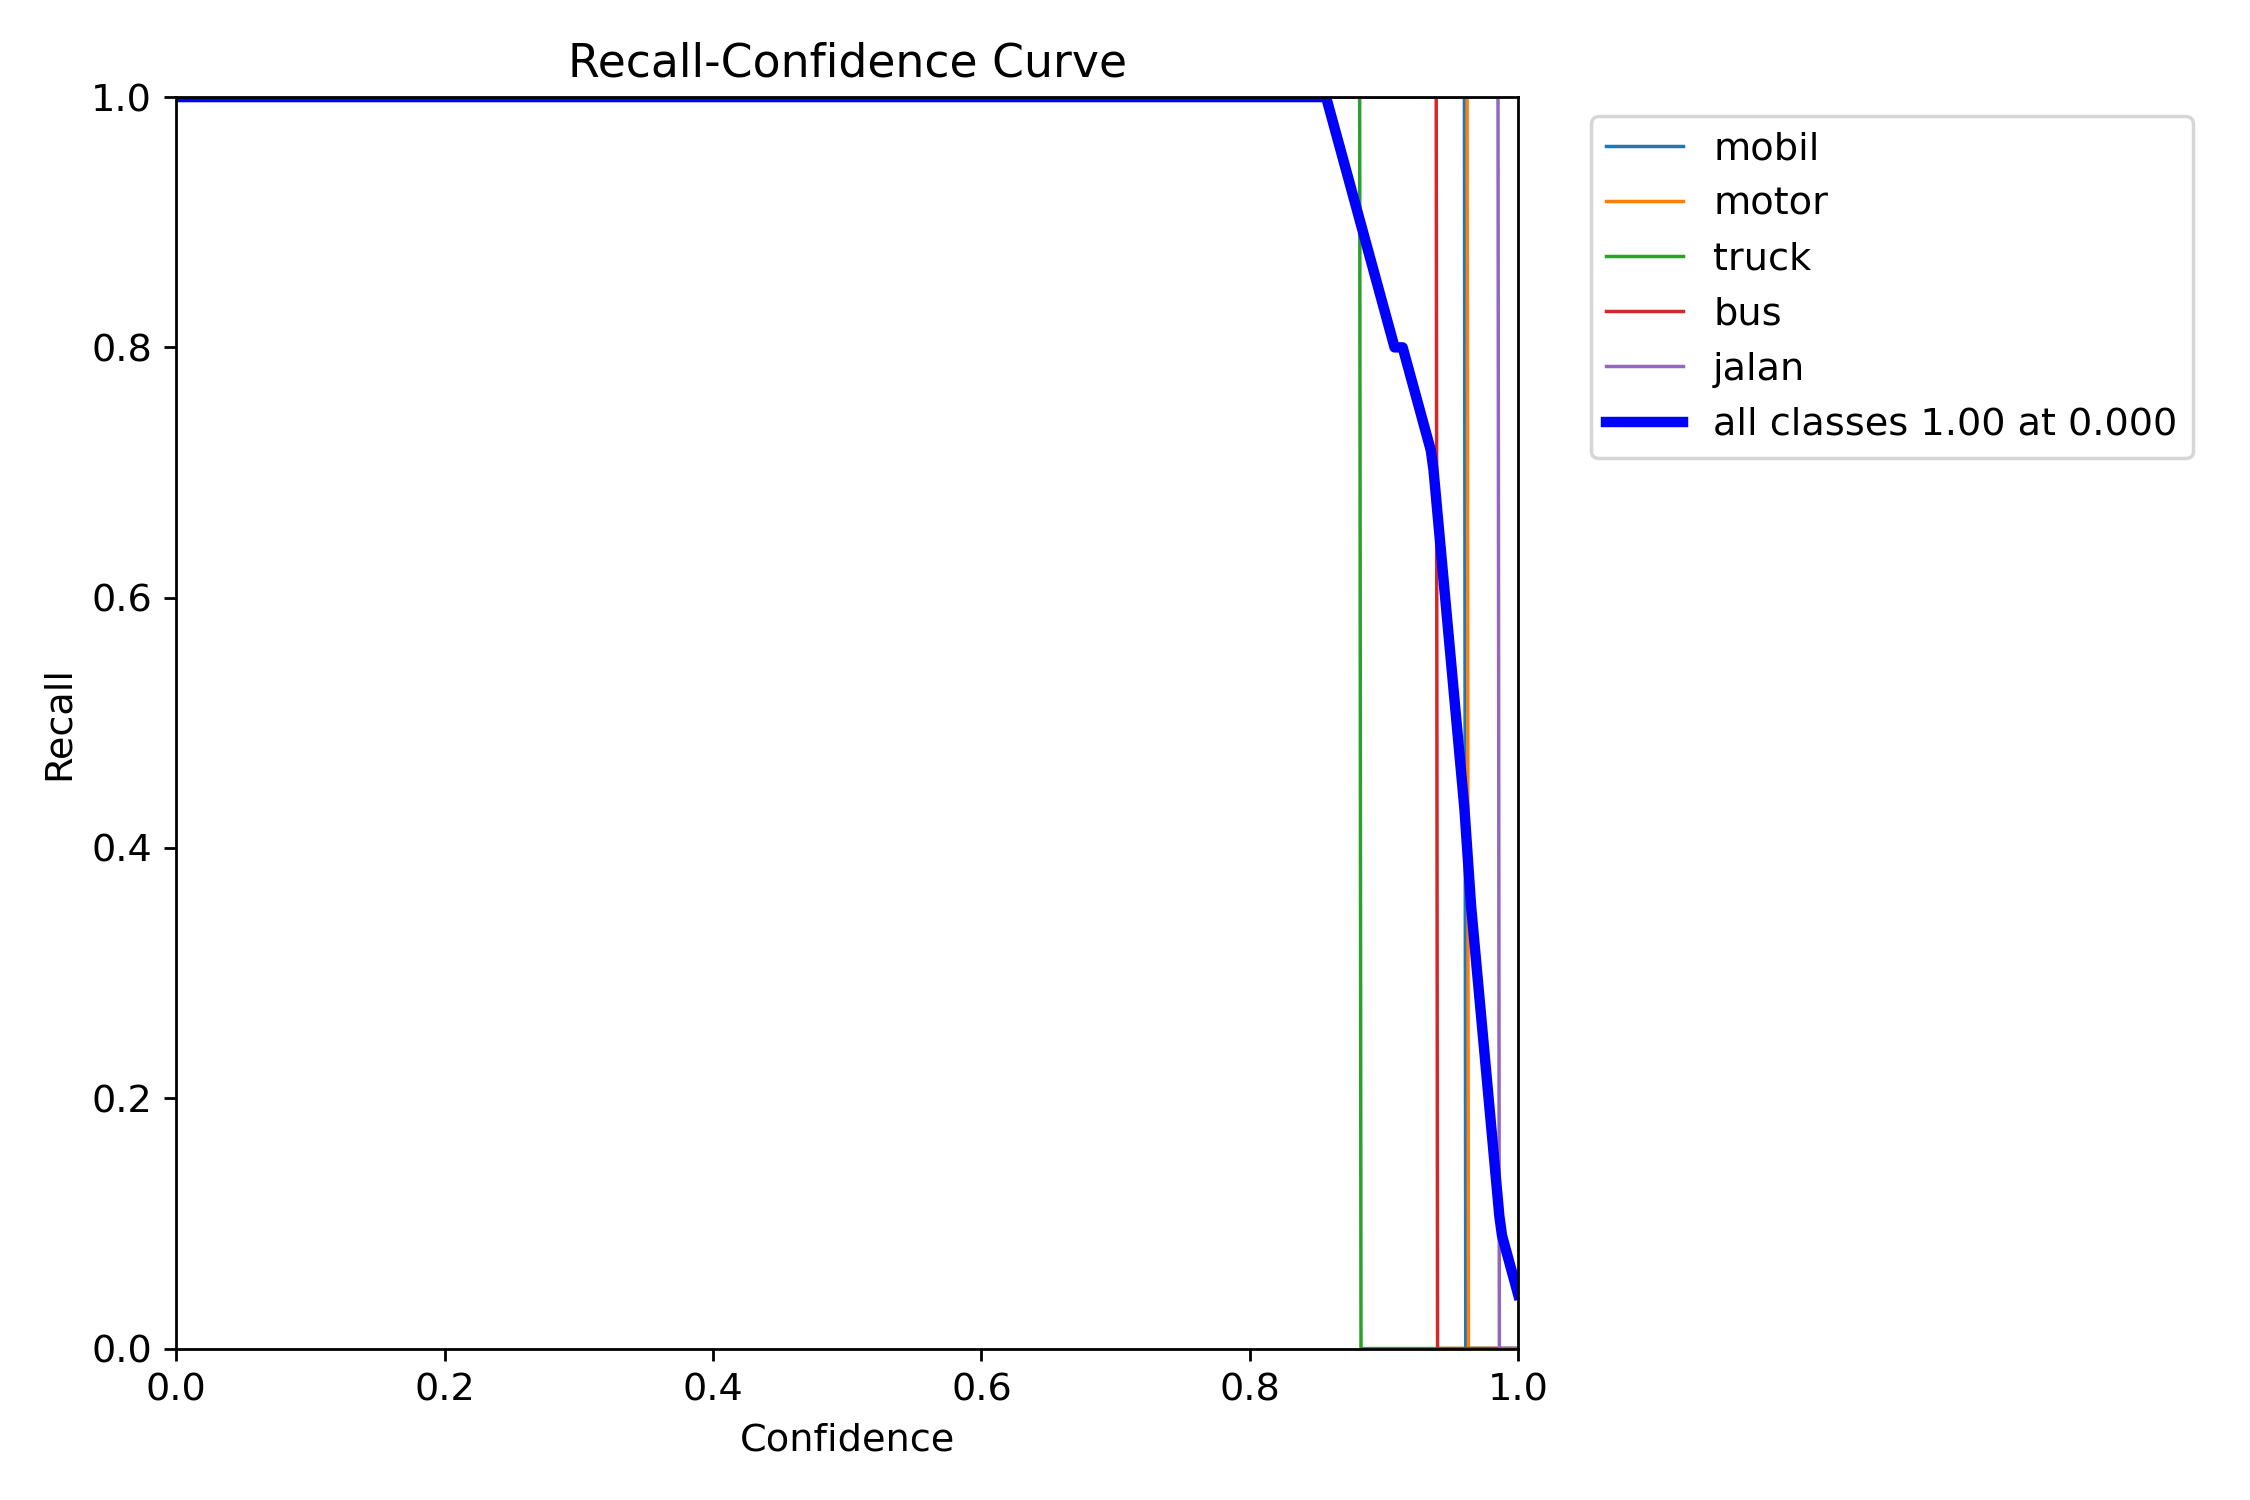 Recall-Confidence Curve
1.0
0.8
0.6
0.4
0.2
0.0
Recall
0.0 0.2 0.4 0.6 0.8 1.0
Confidence
mobil
motor
truck
bus
jalan
all classes 1.00 at 0.000